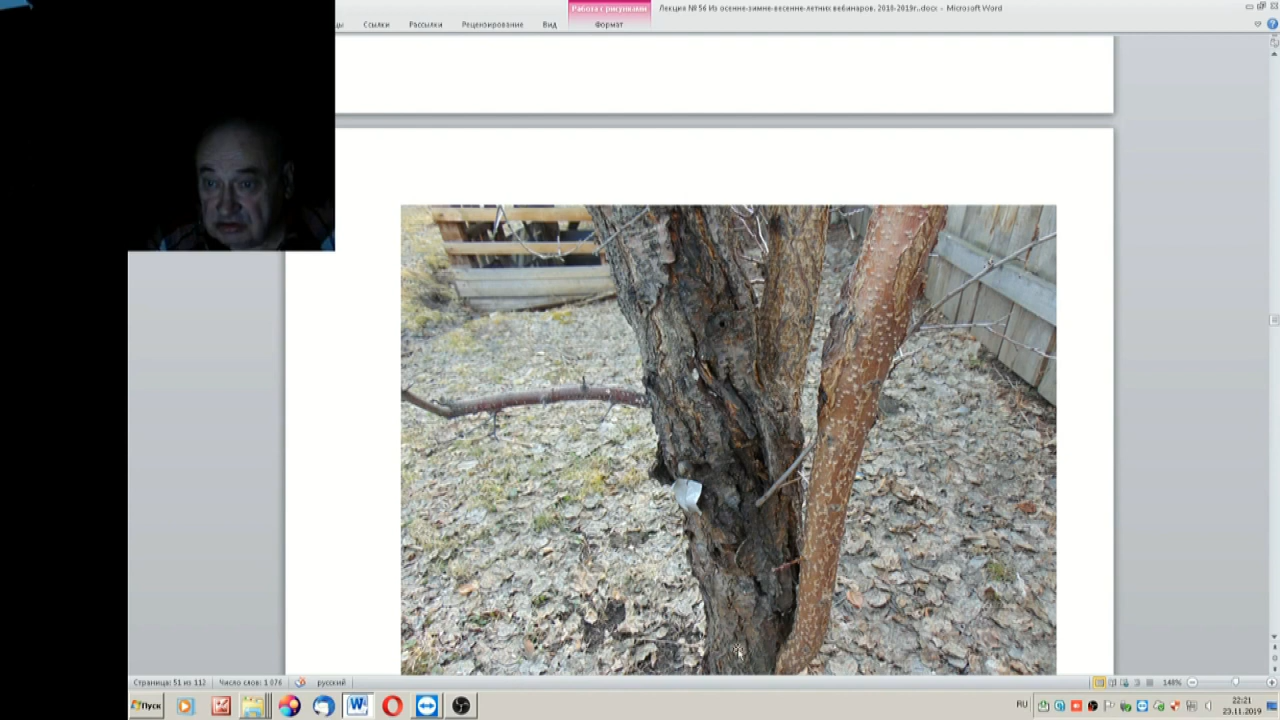 Работа с рисунками
Лекция № 56 Из осенне-зимне-весенне-летних вебинаров. 2018-2019г..docx - Microsoft Word
Ссылки Рассылки Рецензирование Вид Формат
Страница: 51 из 112 Число слов: 1 076 русский 148%
Пуск RU 22:21
23.11.2019